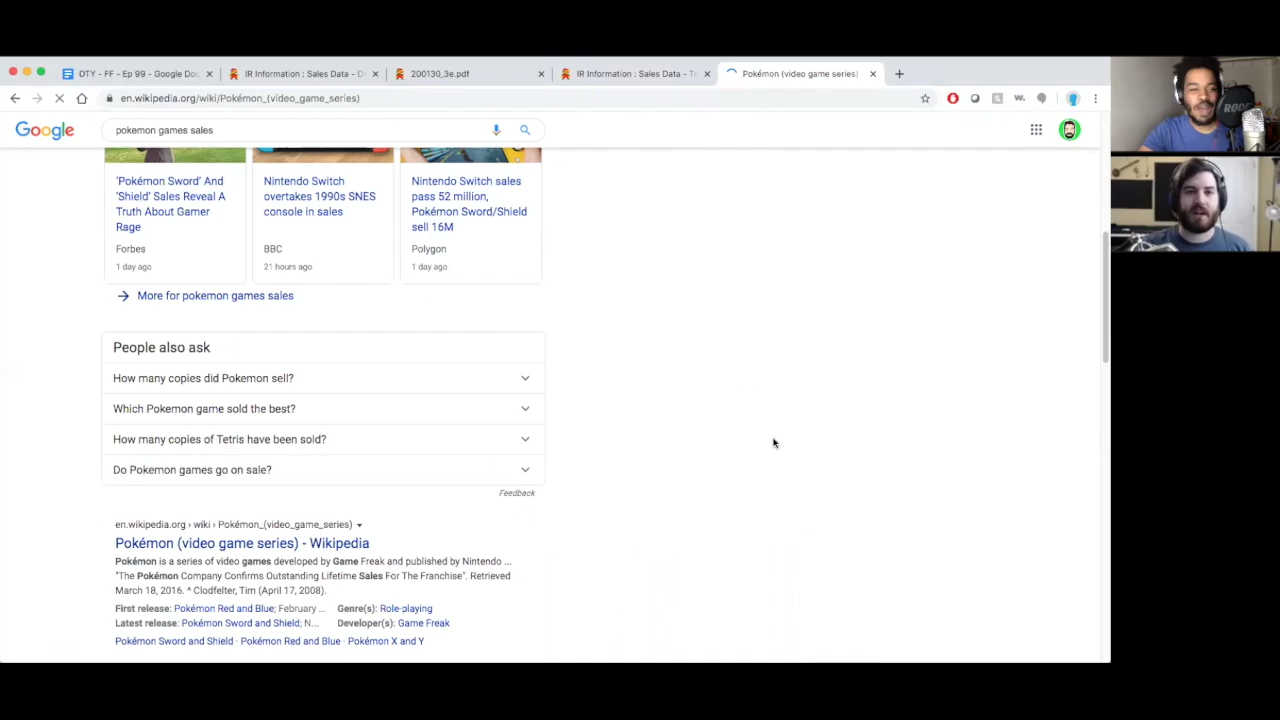 DTY - FF - Ep 99 - Google Doc
IR Information : Sales Data - D
200130_3e.pdf
IR Information : Sales Data - T
Pokémon (video game series)
en.wikipedia.org/wiki/Pokémon_(video_game_series)
Google
pokemon games sales
'Pokémon Sword' And
'Shield' Sales Reveal A
Truth About Gamer
Rage
Forbes
1 day ago
Nintendo Switch
overtakes 1990s SNES
console in sales
BBC
21 hours ago
Nintendo Switch sales
pass 52 million,
Pokémon Sword/Shield
sell 16M
Polygon
1 day ago
More for pokemon games sales
People also ask
How many copies did Pokemon sell?
Which Pokemon game sold the best?
How many copies of Tetris have been sold?
Do Pokemon games go on sale?
Feedback
en.wikipedia.org › wiki › Pokémon_(video_game_series)
Pokémon (video game series) - Wikipedia
Pokémon is a series of video games developed by Game Freak and published by Nintendo ...
"The Pokémon Company Confirms Outstanding Lifetime Sales For The Franchise". Retrieved
March 18, 2016. ^ Clodfelter, Tim (April 17, 2008).
First release: Pokémon Red and Blue; February ... Genre(s): Role-playing
Latest release: Pokémon Sword and Shield; N... Developer(s): Game Freak
Pokémon Sword and Shield · Pokémon Red and Blue · Pokémon X and Y
RODE